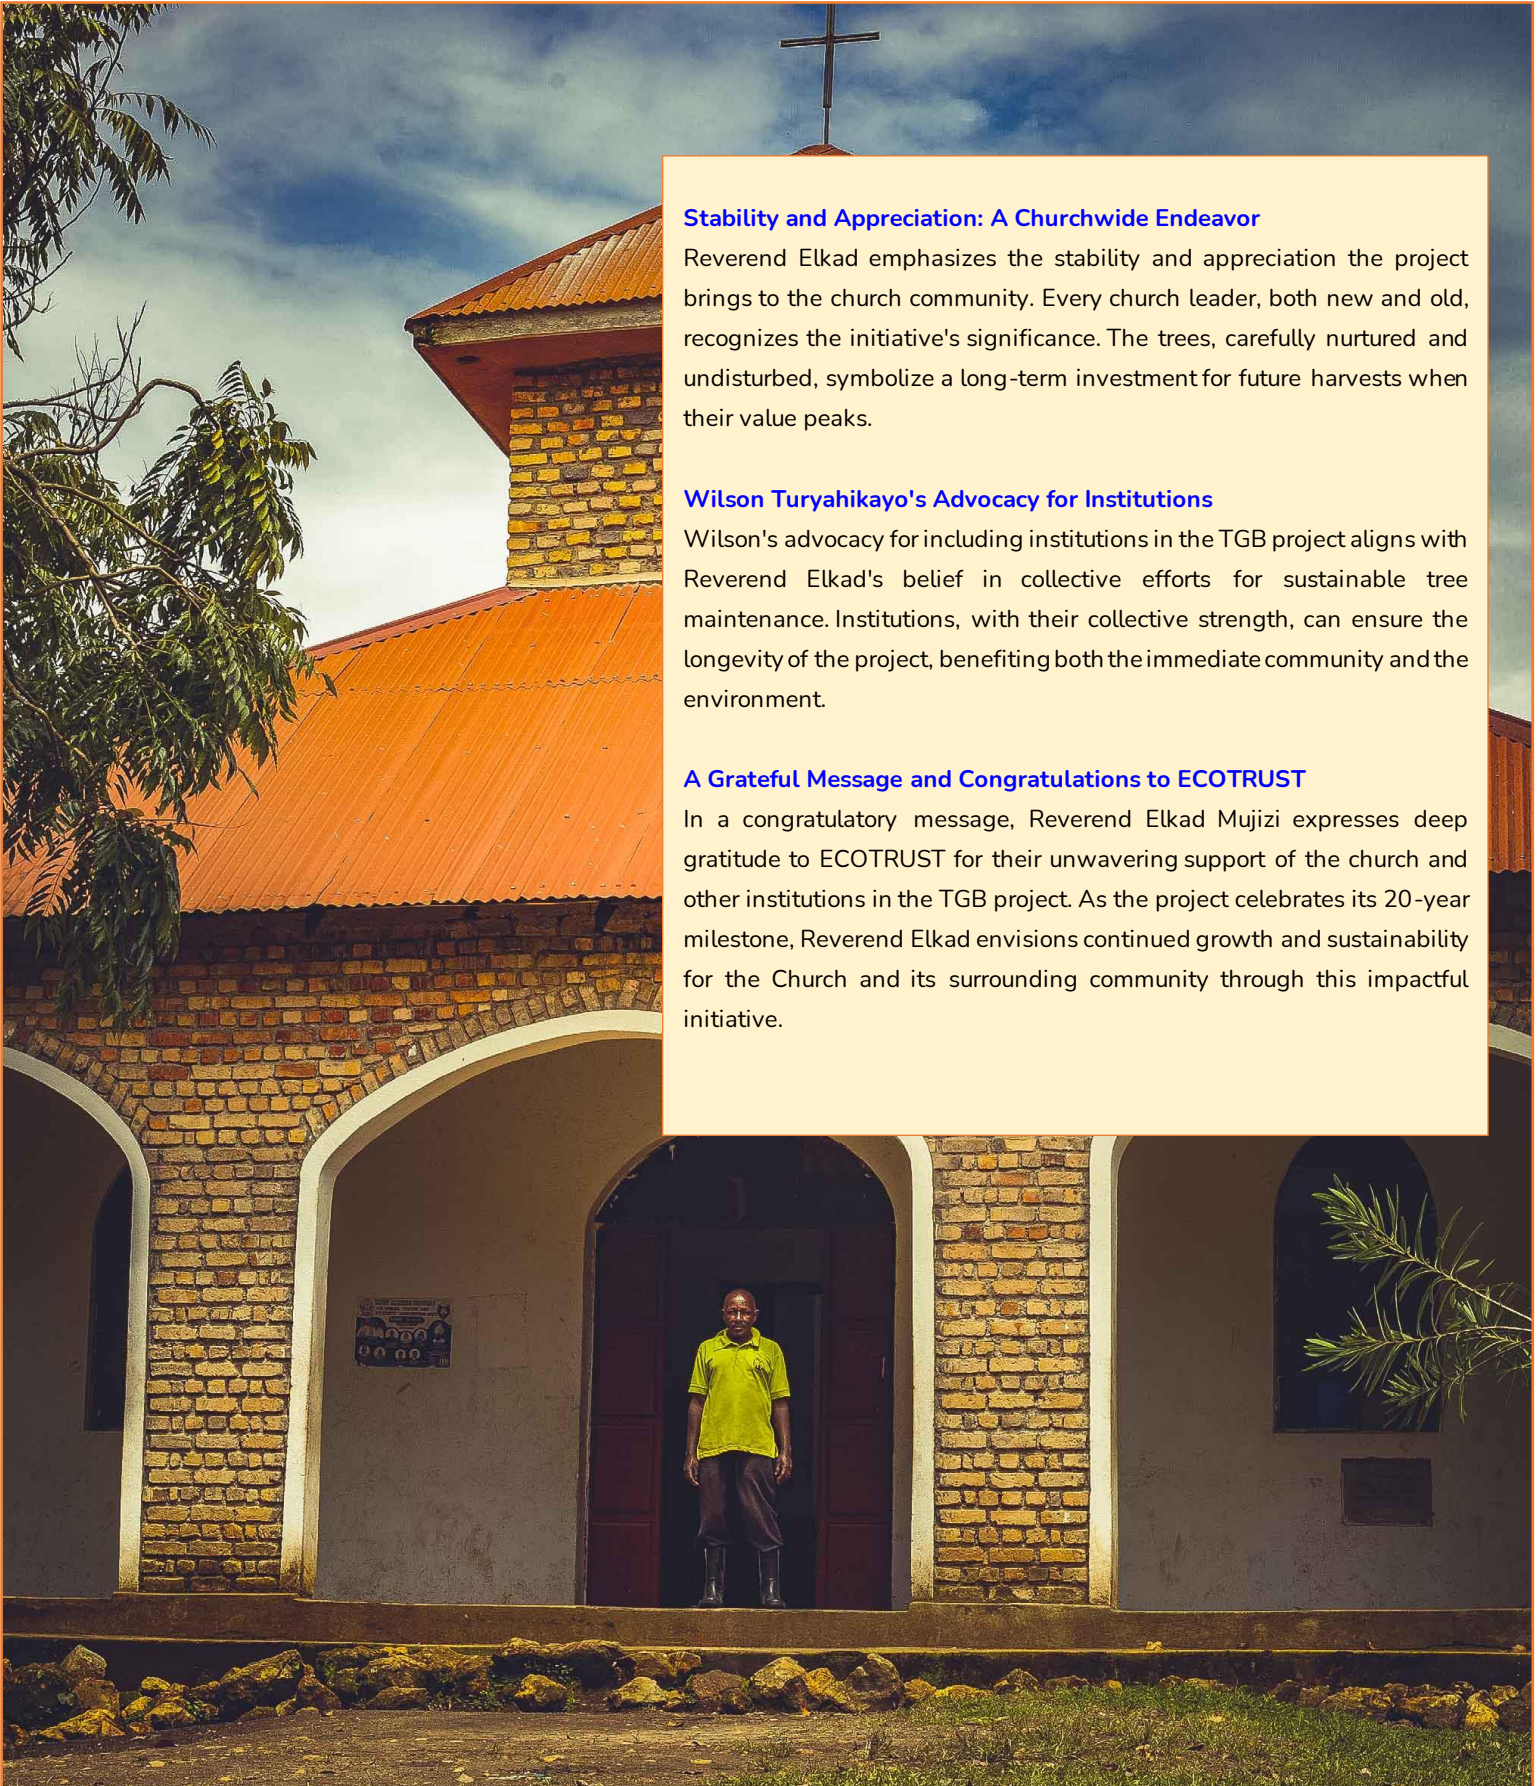 Stability and Appreciation: A Churchwide Endeavor
Reverend Elkad emphasizes the stability and appreciation the project
brings to the church community. Every church leader, both new and old,
recognizes the initiative's significance. The trees, carefully nurtured and
undisturbed, symbolize a long-term investment for future harvests when
their value peaks.
Wilson Turyahikayo's Advocacy for Institutions
Wilson's advocacy for including institutions in the TGB project aligns with
Reverend Elkad's belief in collective efforts for sustainable tree
maintenance. Institutions, with their collective strength, can ensure the
longevity of the project, benefiting both the immediate community and the
environment.
A Grateful Message and Congratulations to ECOTRUST
In a congratulatory message, Reverend Elkad Mujizi expresses deep
gratitude to ECOTRUST for their unwavering support of the church and
other institutions in the TGB project. As the project celebrates its 20-year
milestone, Reverend Elkad envisions continued growth and sustainability
for the Church and its surrounding community through this impactful
initiative.